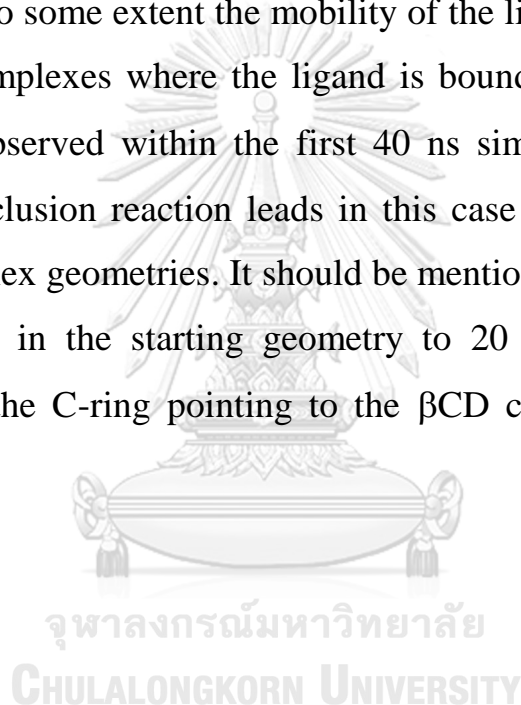 o some extent the mobility of the li
mplexes where the ligand is bound
bserved within the first 40 ns sim
clusion reaction leads in this case
lex geometries. It should be mentio
in the starting geometry to 20
the C-ring pointing to the βCD c
จุฬาลงกรณ์มหาวิทยาลัย
CHULALONGKORN UNIVERSITY